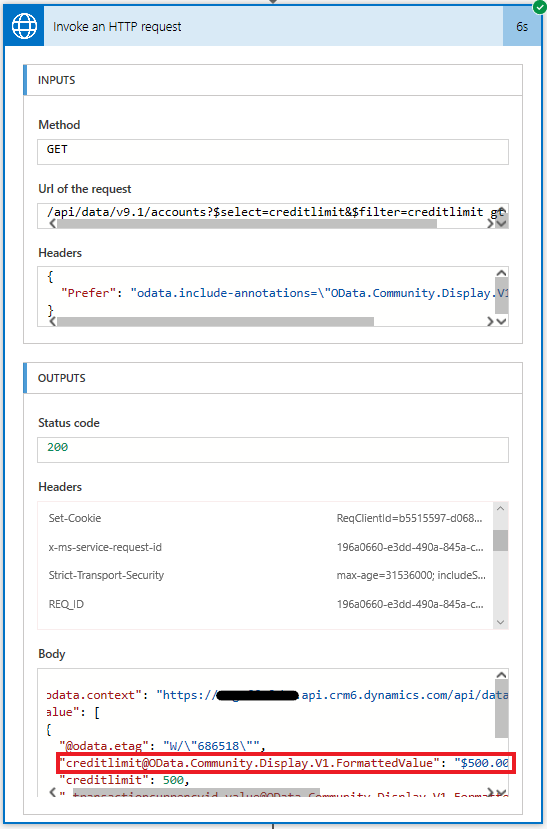 Invoke an HTTP request
6s
INPUTS
Method
GET
Url of the request
/api/data/v9.1/accounts?$select=creditlimit&$filter=creditlimit gt
Headers
{
"Prefer": "odata.include-annotations=\"OData.Community.Display.V1
}
OUTPUTS
Status code
200
Headers
Set-Cookie ReqClientId=b5515597-d068...
x-ms-service-request-id 196a0660-e3dd-490a-845a-c...
Strict-Transport-Security max-age=31536000; includeS...
REQ_ID 196a0660-e3dd-490a-845a-c...
Body
odata.context": "https:// .api.crm6.dynamics.com/api/data
alue": [
{
"@odata.etag": "W/\"686518\"",
"creditlimit@OData.Community.Display.V1.FormattedValue": "$500.00
"creditlimit": 500,
"_transactioncurrencyid_value@OData.Community.Display.V1.Formatte